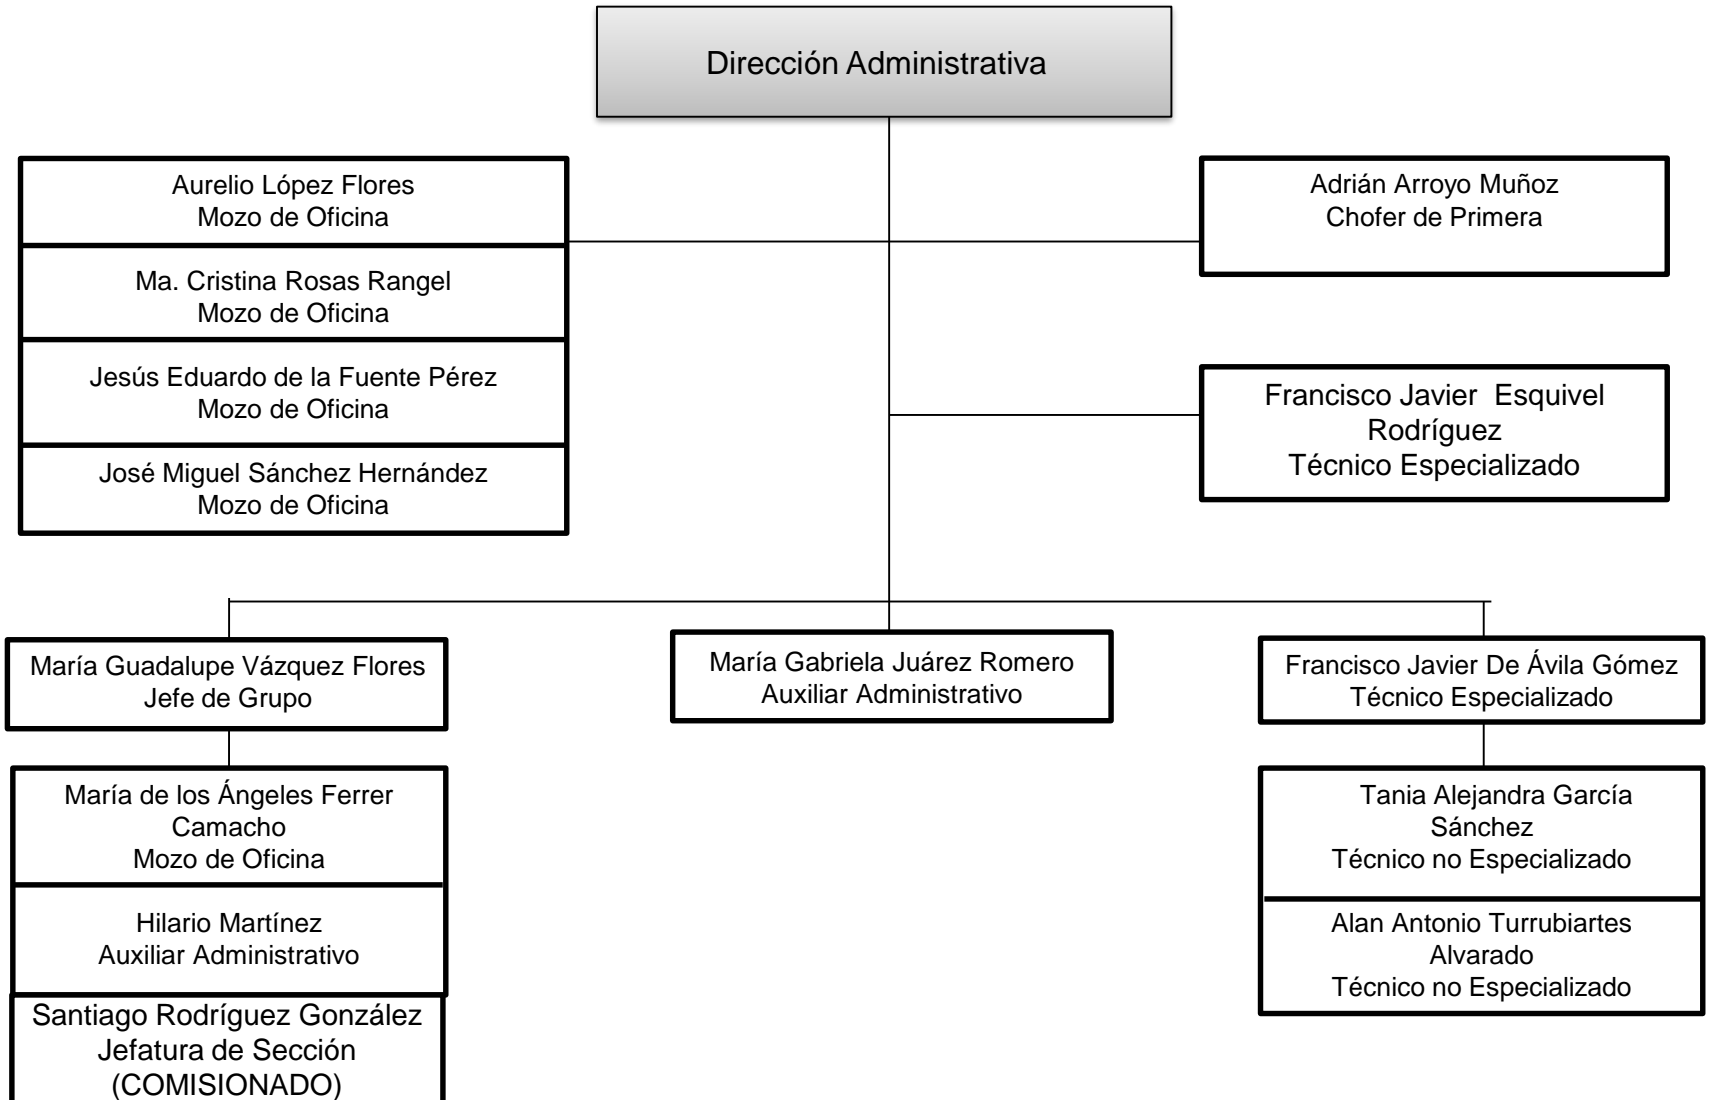 Dirección Administrativa
Aurelio López Flores
Mozo de Oficina
Ma. Cristina Rosas Rangel
Mozo de Oficina
Jesús Eduardo de la Fuente Pérez
Mozo de Oficina
José Miguel Sánchez Hernández
Mozo de Oficina
Adrián Arroyo Muñoz
Chofer de Primera
Francisco Javier  Esquivel
Rodríguez
Técnico Especializado
María Guadalupe Vázquez Flores
Jefe de Grupo
María Gabriela Juárez Romero
Auxiliar Administrativo
Francisco Javier De Ávila Gómez
Técnico Especializado
María de los Ángeles Ferrer
Camacho
Mozo de Oficina
Hilario Martínez
Auxiliar Administrativo
Santiago Rodríguez González
Jefatura de Sección
(COMISIONADO)
Tania Alejandra García
Sánchez
Técnico no Especializado
Alan Antonio Turrubiartes
Alvarado
Técnico no Especializado